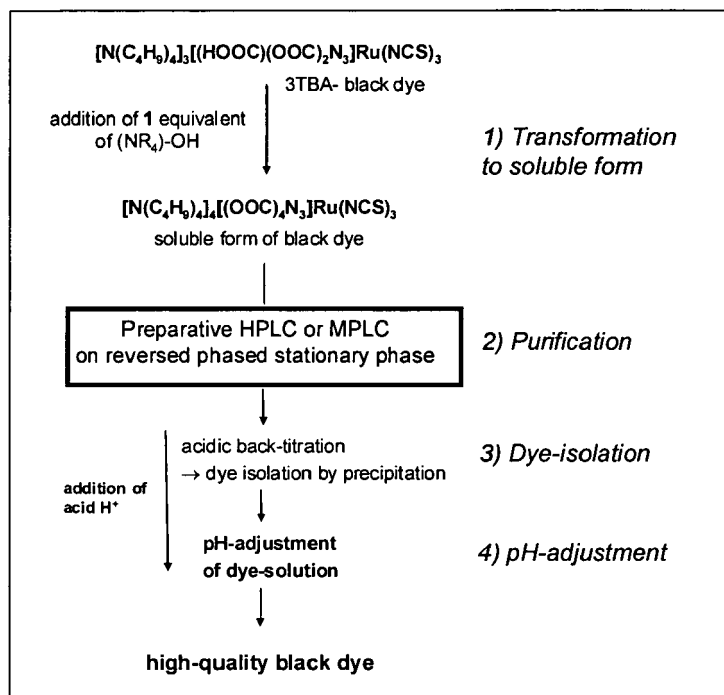 [N(C₄H₉)₄]₃[(HOOC)(OOC)₂N₃]Ru(NCS)₃
3TBA- black dye
addition of 1 equivalent
of (NR₄)-OH
1) Transformation
to soluble form
[N(C₄H₉)₄]₄[(OOC)₄N₃]Ru(NCS)₃
soluble form of black dye
Preparative HPLC or MPLC
on reversed phased stationary phase
2) Purification
acidic back-titration
→ dye isolation by precipitation
3) Dye-isolation
addition of
acid H⁺
pH-adjustment
of dye-solution
4) pH-adjustment
high-quality black dye